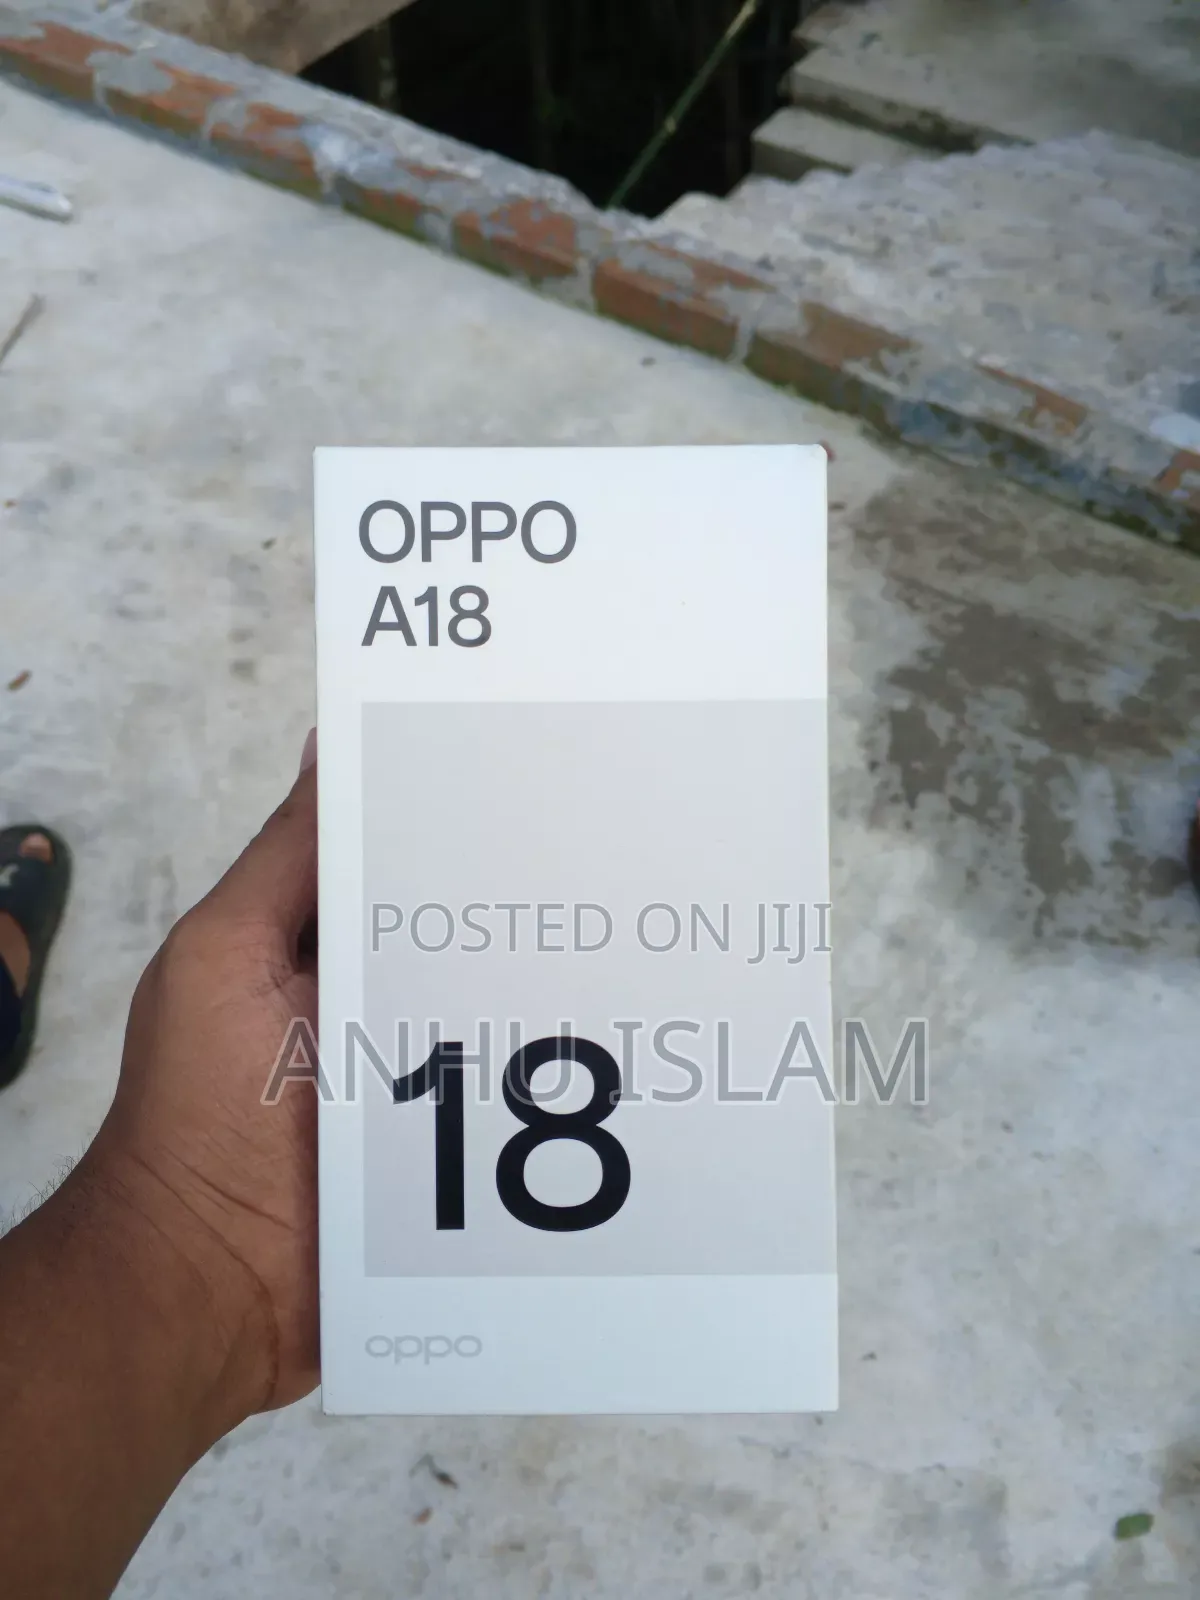 OPPO
A18
POSTED ON JIJI
ANHU ISLAM
18
oppo